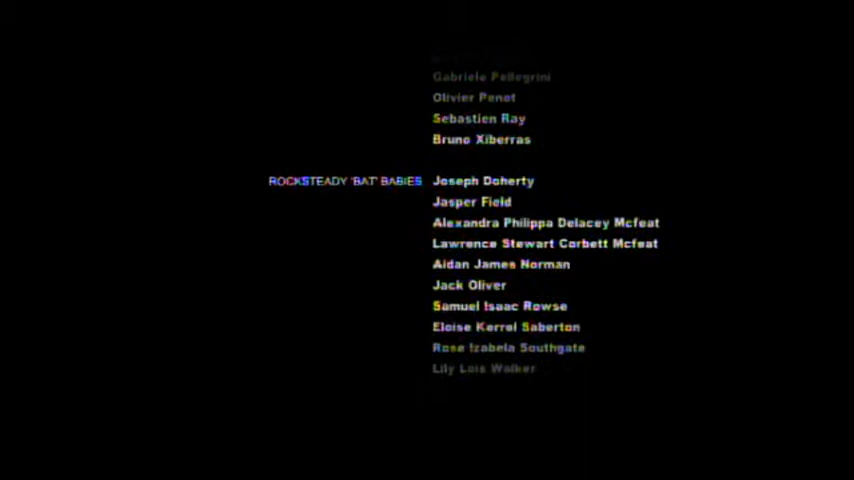 Gabriele Pellegrini
Olivier Penot
Sebastien Ray
Bruno Xiberras
ROCKSTEADY 'BAT' BABIES Joseph Doherty
Jasper Field
Alexandra Philippa Delacey Mcfeat
Lawrence Stewart Corbett Mcfeat
Aidan James Norman
Jack Oliver
Samuel Isaac Rowse
Eloise Kerrel Saberton
Rose Izabela Southgate
Lily Lois Walker